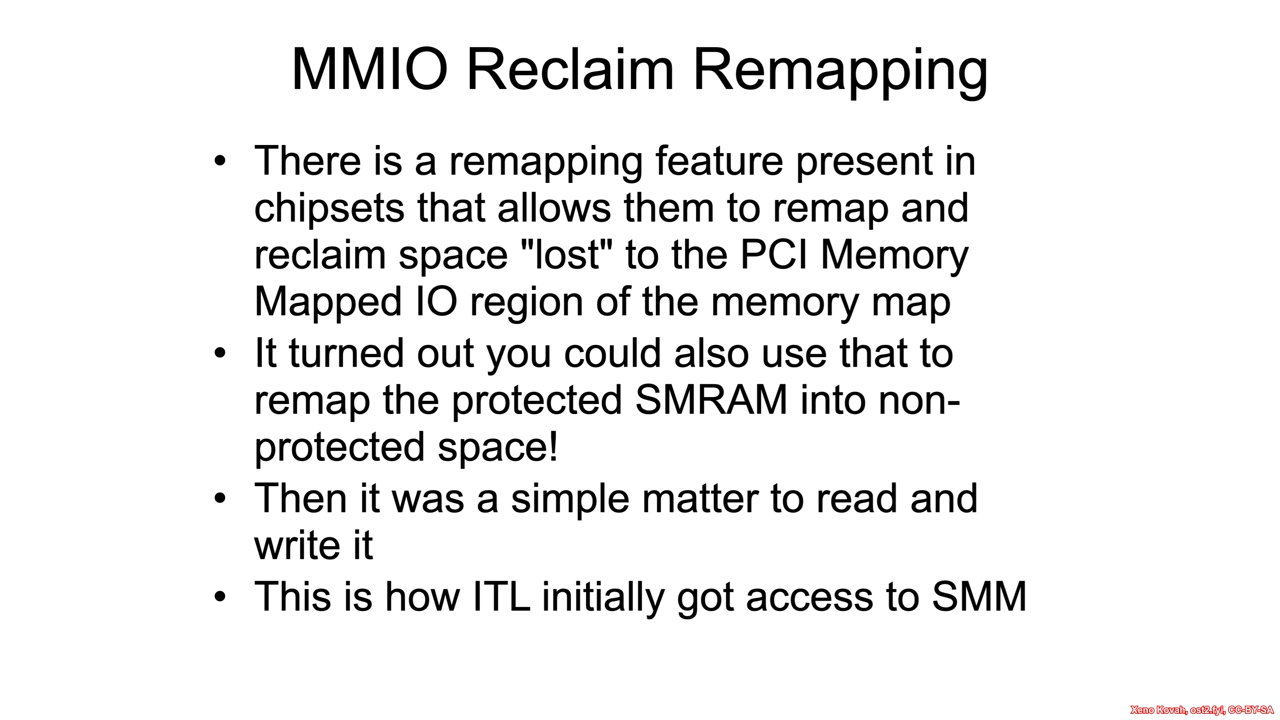 MMIO Reclaim Remapping
• There is a remapping feature present in
chipsets that allows them to remap and
reclaim space "lost" to the PCI Memory
Mapped IO region of the memory map
• It turned out you could also use that to
remap the protected SMRAM into non-
protected space!
• Then it was a simple matter to read and
write it
• This is how ITL initially got access to SMM
Xeno Kovah, ost2.fyi, CC-BY-SA